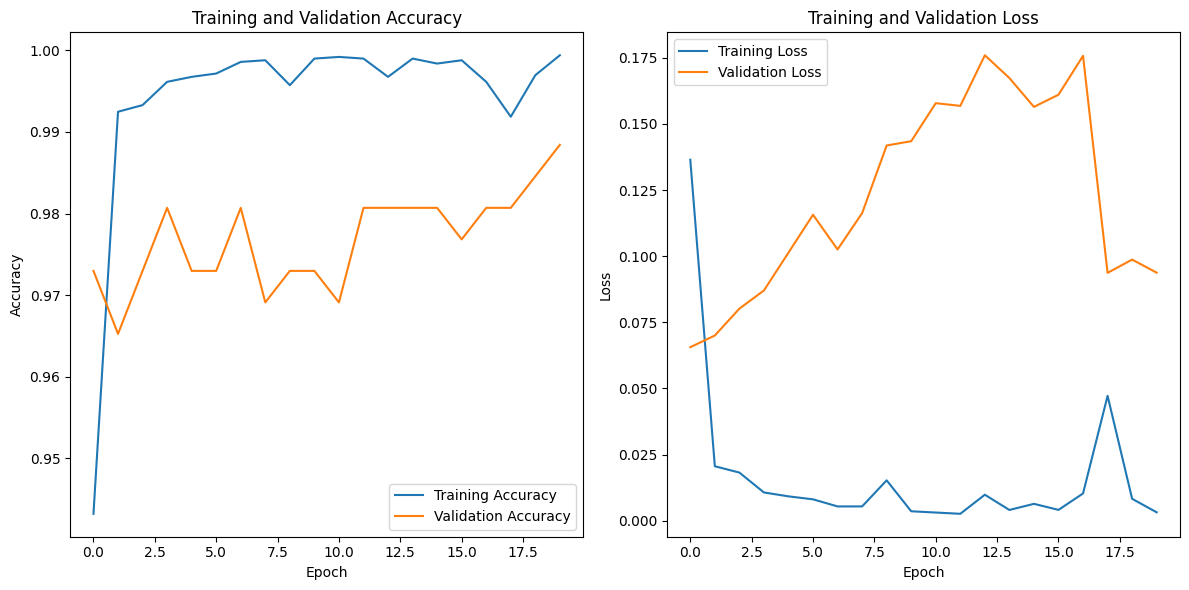 Training and Validation Accuracy
1.00
0.99
0.98
0.97
0.96
0.95
Accuracy
Training Accuracy
Validation Accuracy
0.0 2.5 5.0 7.5 10.0 12.5 15.0 17.5
Epoch
Training and Validation Loss
Training Loss
Validation Loss
0.175
0.150
0.125
0.100
0.075
0.050
0.025
0.000
Loss
0.0 2.5 5.0 7.5 10.0 12.5 15.0 17.5
Epoch